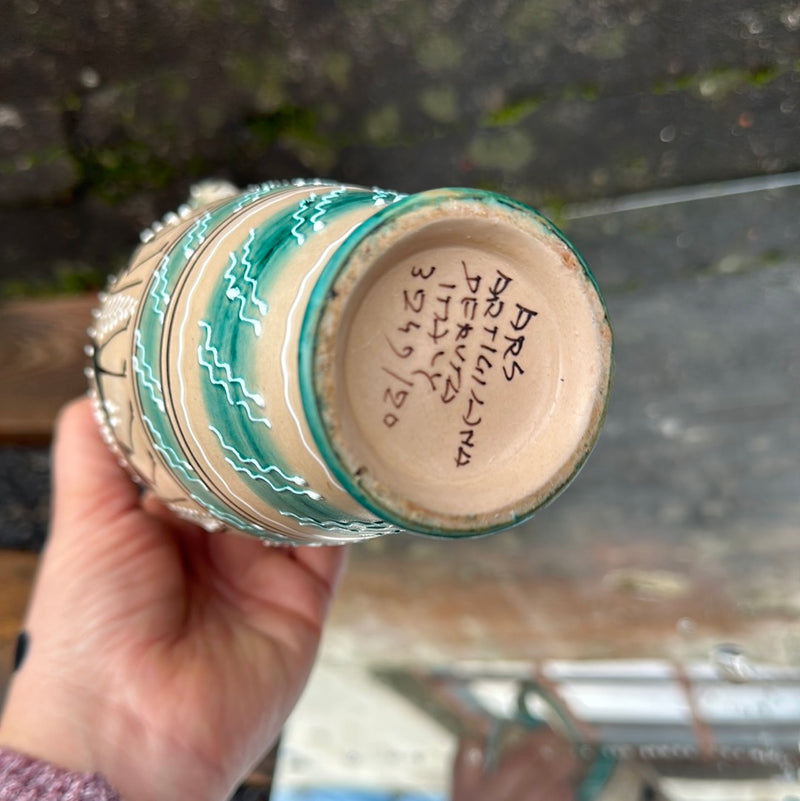 ARS
ARTIGIANA
DERUTA
ITALY
3249/20